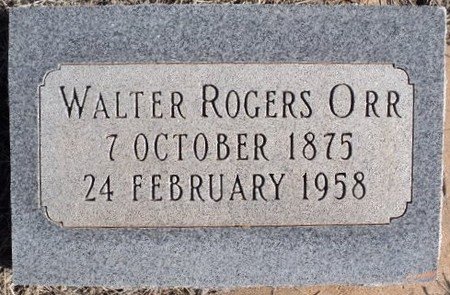 WALTER ROGERS ORR
7 OCTOBER 1875
24 FEBRUARY 1958